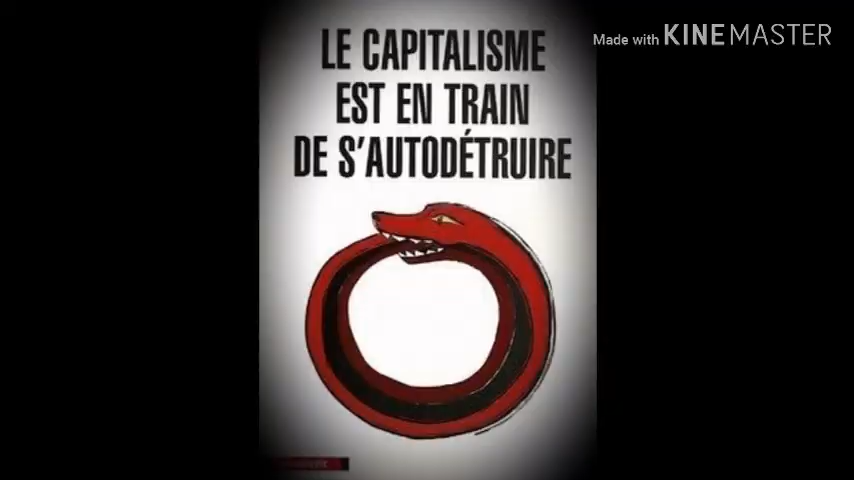 Made with KINEMASTER
LE CAPITALISME
EST EN TRAIN
DE S'AUTODÉTRUIRE